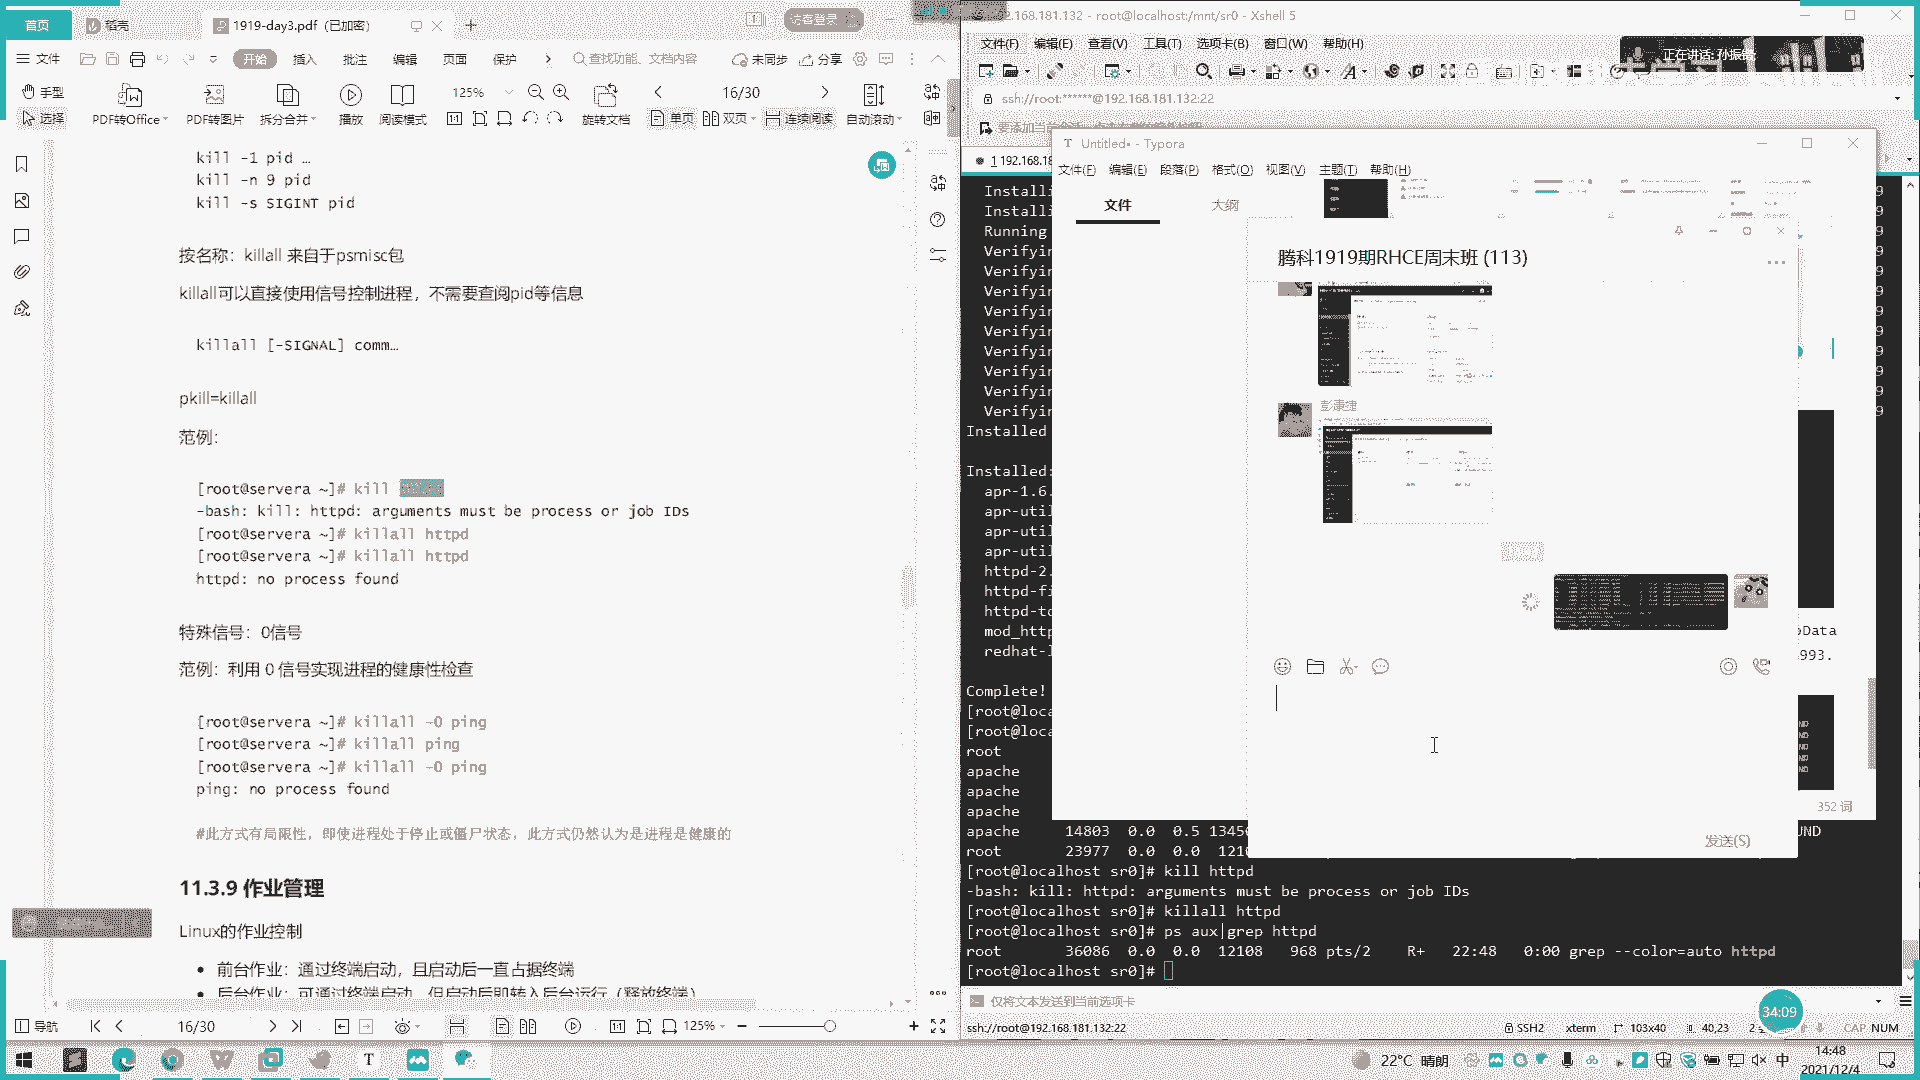 首页
稻壳
1919-day3.pdf（已加密）
访客登录
文件
开始
插入
批注
编辑
页面
保护
查找功能、文档内容
未同步
分享
手型
选择
PDF转Office
PDF转图片
拆分合并
播放
阅读模式
125%
旋转文档
16/30
单页
双页
连续阅读
自动滚动
kill -1 pid …
kill -n 9 pid
kill -s SIGINT pid
按名称：killall 来自于psmisc包
killall可以直接使用信号控制进程，不需要查阅pid等信息
killall [-SIGNAL] comm…
pkill=killall
范例：
[root@servera ~]# kill httpd
-bash: kill: httpd: arguments must be process or job IDs
[root@servera ~]# killall httpd
[root@servera ~]# killall httpd
httpd: no process found
特殊信号：0信号
范例：利用 0 信号实现进程的健康性检查
[root@servera ~]# killall -0 ping
[root@servera ~]# killall ping
[root@servera ~]# killall -0 ping
ping: no process found
#此方式有局限性，即使进程处于停止或僵尸状态，此方式仍然认为是进程是健康的
11.3.9 作业管理
Linux的作业控制
• 前台作业：通过终端启动，且启动后一直占据终端
• 后台作业：可通过终端启动，但启动后即转入后台运行（释放终端）
导航
16/30
125%
.168.181.132 - root@localhost:/mnt/sr0 - Xshell 5
文件(F) 编辑(E) 查看(V) 工具(T) 选项卡(B) 窗口(W) 帮助(H)
正在讲话: 孙振
ssh://root:******@192.168.181.132:22
1 192.168.18
Untitled• - Typora
文件(F) 编辑(E) 段落(P) 格式(O) 视图(V) 主题(T) 帮助(H)
文件
大纲
腾科1919期RHCE周末班 (113)
彭康捷
发送(S)
352 词
Installi
Installi
Running
Verifyin
Verifyin
Verifyin
Verifyin
Verifyin
Verifyin
Verifyin
Verifyin
Verifyin
Installed
Installed:
apr-1.6.
apr-util
apr-util
apr-util
httpd-2.
httpd-fi
httpd-to
mod_http
redhat-l
Complete!
[root@loca
[root@loca
root
apache
apache
apache
apache 14803 0.0 0.5 1345
root 23977 0.0 0.0 121
[root@localhost sr0]# kill httpd
-bash: kill: httpd: arguments must be process or job IDs
[root@localhost sr0]# killall httpd
[root@localhost sr0]# ps aux|grep httpd
root 36086 0.0 0.0 12108 968 pts/2 R+ 22:48 0:00 grep --color=auto httpd
[root@localhost sr0]#
仅将文本发送到当前选项卡
34:09
ssh://root@192.168.181.132:22
SSH2
xterm
103x40
40,23
CAP NUM
22°C 晴朗
中
14:48
2021/12/4